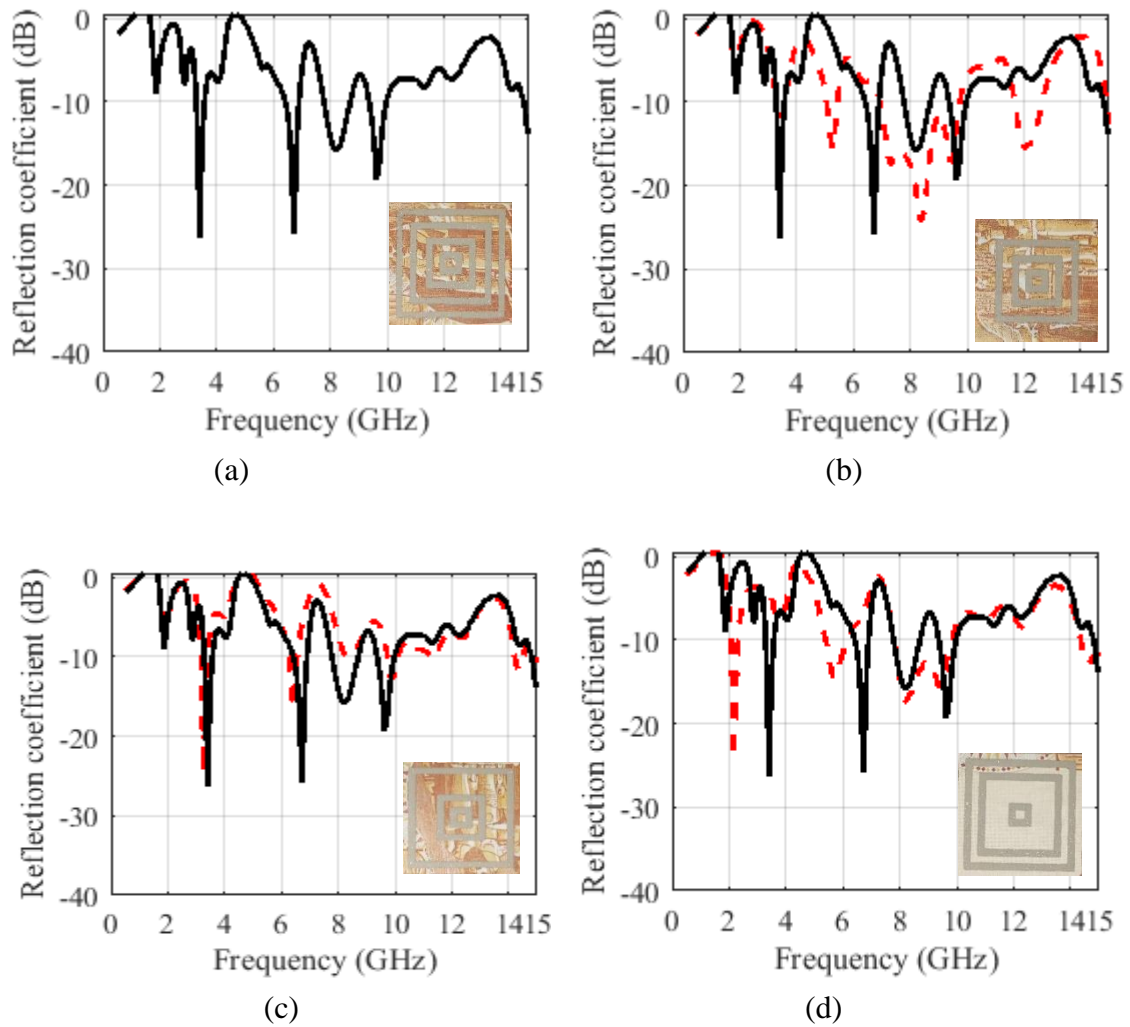 0
-10
-20
-30
-40
Reflection coefficient (dB)
0 2 4 6 8 10 12 1415
Frequency (GHz)
(a)
0
-10
-20
-30
-40
Reflection coefficient (dB)
0 2 4 6 8 10 12 1415
Frequency (GHz)
(b)
0
-10
-20
-30
-40
Reflection coefficient (dB)
0 2 4 6 8 10 12 1415
Frequency (GHz)
(c)
0
-10
-20
-30
-40
Reflection coefficient (dB)
0 2 4 6 8 10 12 1415
Frequency (GHz)
(d)